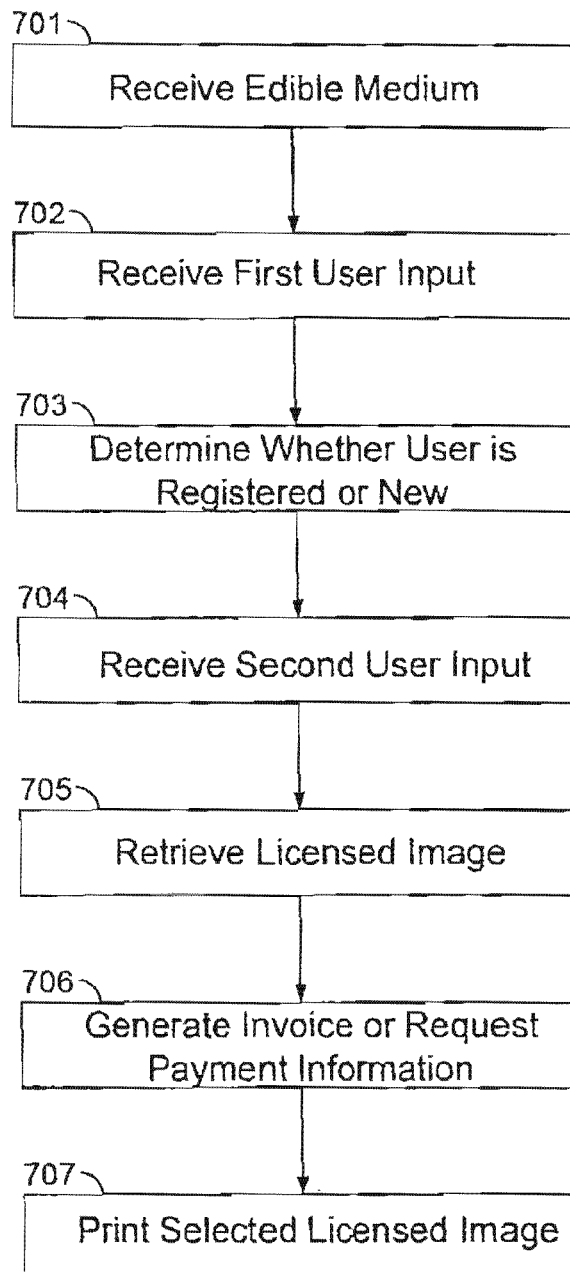 701
Receive Edible Medium
702
Receive First User Input
703
Determine Whether User is
Registered or New
704
Receive Second User Input
705
Retrieve Licensed Image
706
Generate Invoice or Request
Payment Information
707
Print Selected Licensed Image